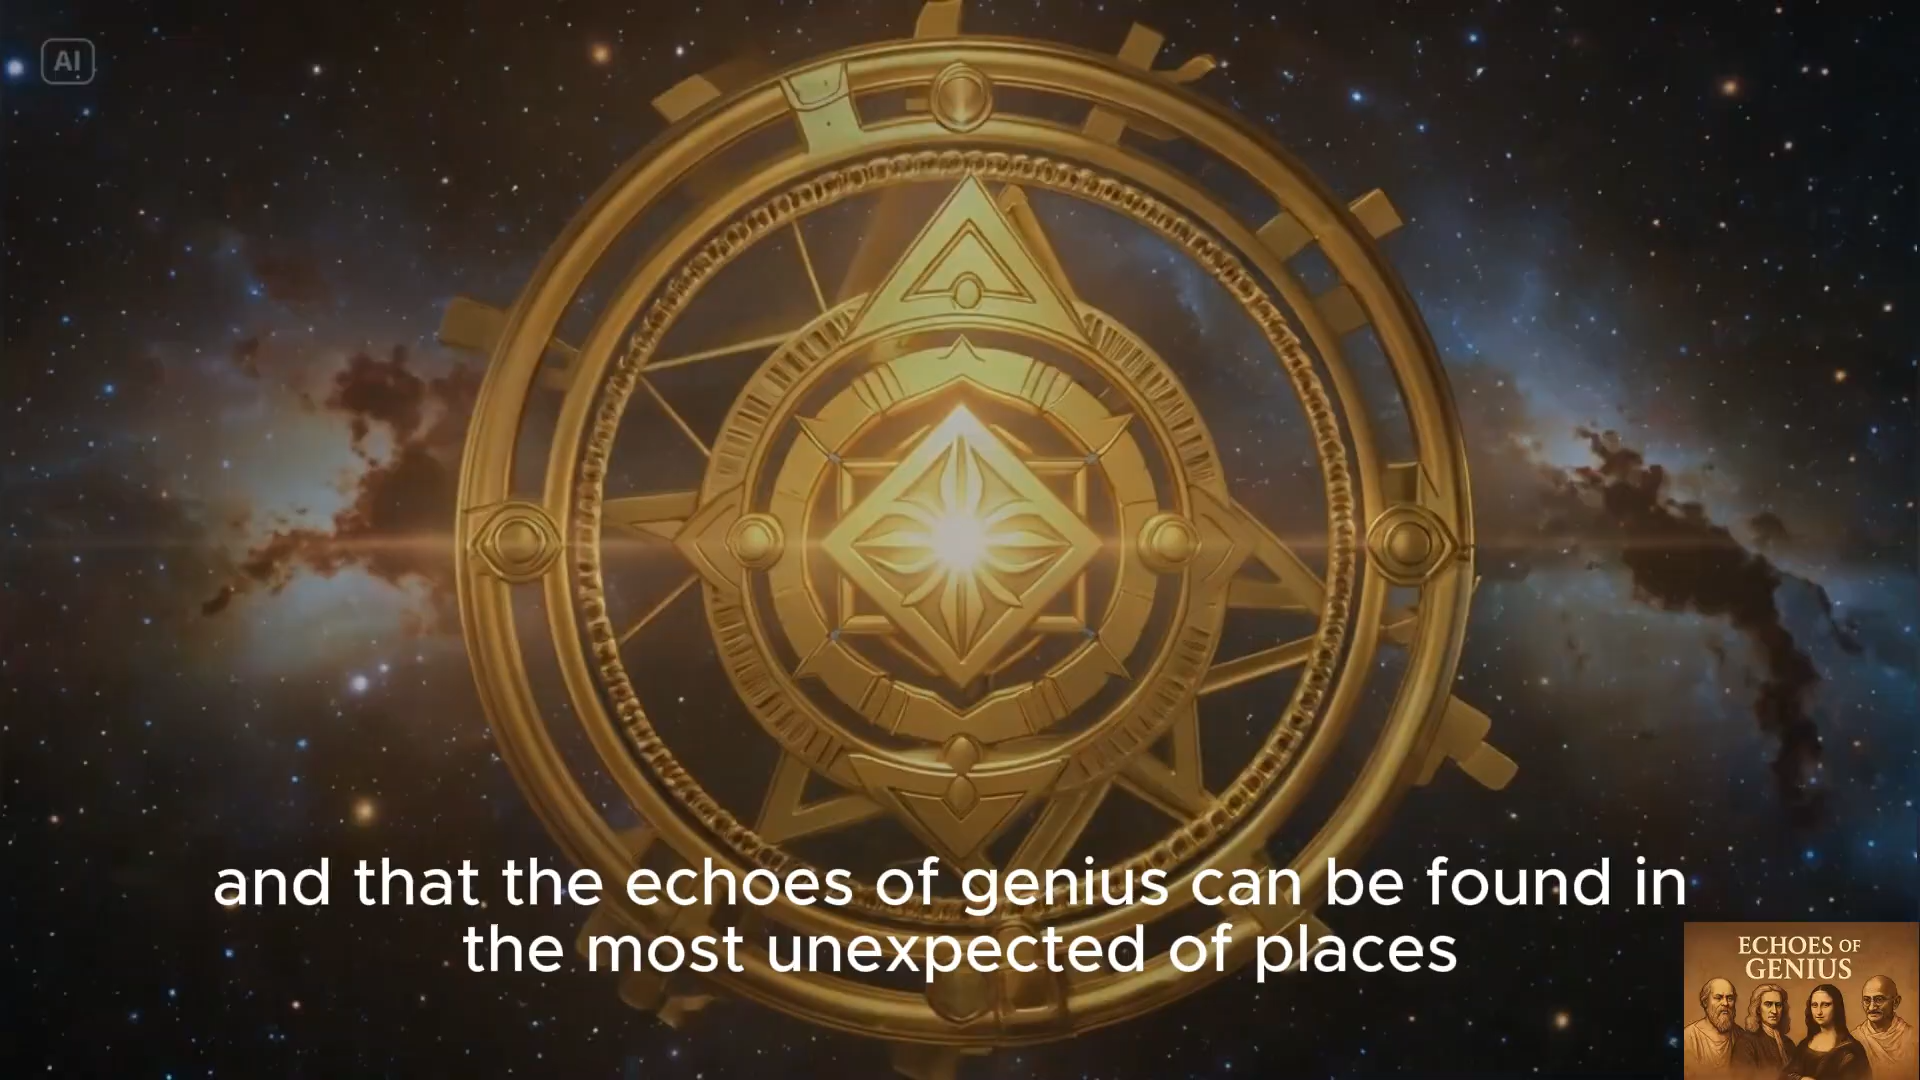 AI
and that the echoes of genius can be found in
the most unexpected of places
ECHOES OF
GENIUS